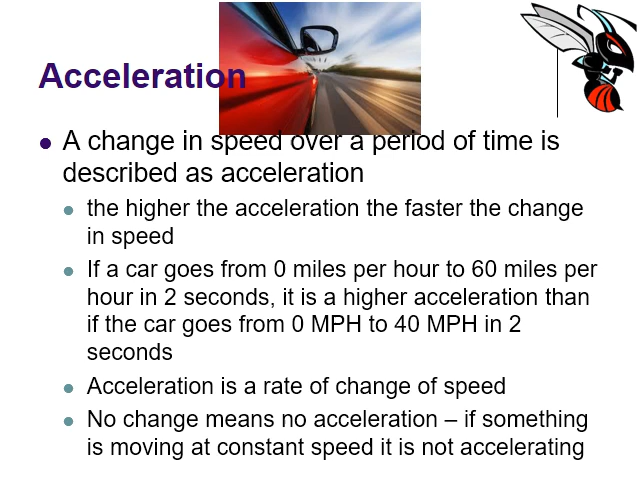 Acceleration
A change in speed over a period of time is
described as acceleration
the higher the acceleration the faster the change
in speed
If a car goes from 0 miles per hour to 60 miles per
hour in 2 seconds, it is a higher acceleration than
if the car goes from 0 MPH to 40 MPH in 2
seconds
Acceleration is a rate of change of speed
No change means no acceleration – if something
is moving at constant speed it is not accelerating